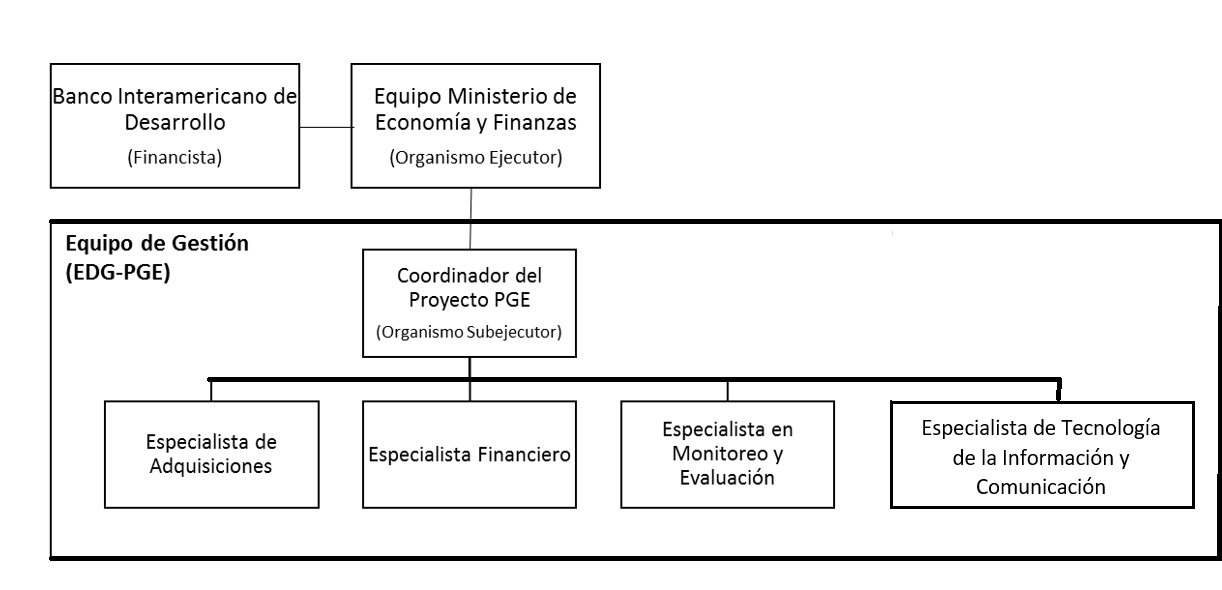 Banco Interamericano de
Desarrollo
(Financista)
Equipo Ministerio de
Economía y Finanzas
(Organismo Ejecutor)
Equipo de Gestión
(EDG-PGE)
Coordinador del
Proyecto PGE
(Organismo Subejecutor)
Especialista de
Adquisiciones
Especialista Financiero
Especialista en
Monitoreo y
Evaluación
Especialista de Tecnología
de la Información y
Comunicación